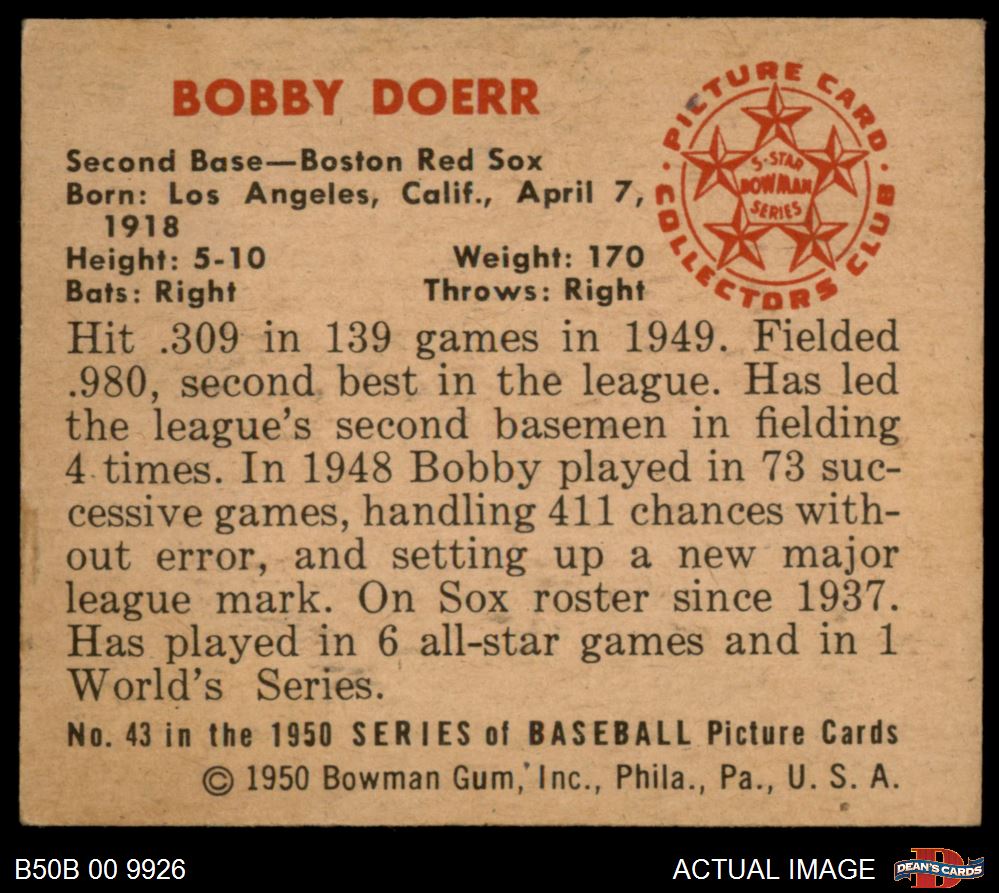 BOBBY DOERR
Second Base—Boston Red Sox
Born: Los Angeles, Calif., April 7,
1918
Height: 5-10 Weight: 170
Bats: Right Throws: Right
PICTURE CARD
COLLECTORS CLUB
5-STAR
BOWMAN
SERIES
Hit .309 in 139 games in 1949. Fielded
.980, second best in the league. Has led
the league's second basemen in fielding
4 times. In 1948 Bobby played in 73 suc-
cessive games, handling 411 chances with-
out error, and setting up a new major
league mark. On Sox roster since 1937.
Has played in 6 all-star games and in 1
World's Series.
No. 43 in the 1950 SERIES of BASEBALL Picture Cards
© 1950 Bowman Gum, Inc., Phila., Pa., U. S. A.
B50B 00 9926
ACTUAL IMAGE
DEAN'S CARDS